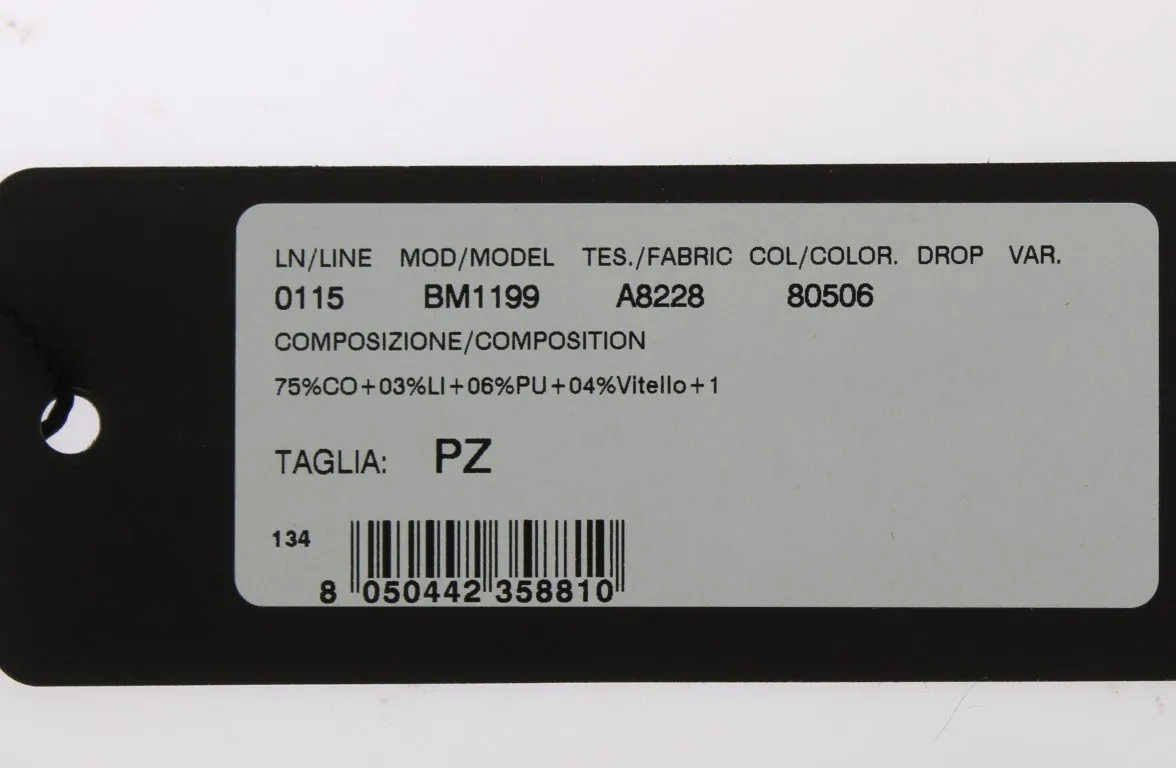 LN/LINE MOD/MODEL TES./FABRIC COL/COLOR. DROP VAR.
0115 BM1199 A8228 80506
COMPOSIZIONE/COMPOSITION
75%CO+03%LI+06%PU+04%Vitello+1
TAGLIA: PZ
134
8 050442 358810